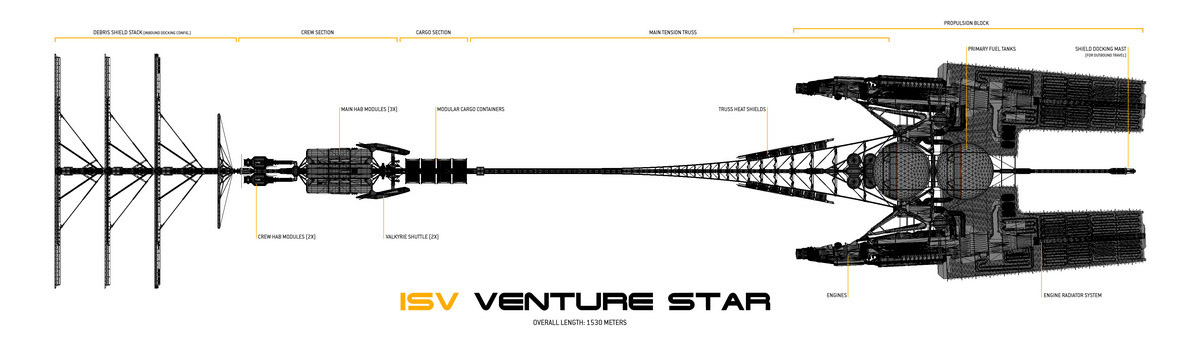 PROPULSION BLOCK
DEBRIS SHIELD STACK (INBOUND DOCKING CONFIG.)
CREW SECTION
CARGO SECTION
MAIN TENSION TRUSS
PRIMARY FUEL TANKS
SHIELD DOCKING MAST
(FOR OUTBOUND TRAVEL)
MAIN HAB MODULES (3X)
MODULAR CARGO CONTAINERS
TRUSS HEAT SHIELDS
CREW HAB MODULES (2X)
VALKYRIE SHUTTLE (2X)
ENGINES
ENGINE RADIATOR SYSTEM
ISV VENTURE STAR
OVERALL LENGTH: 1530 METERS